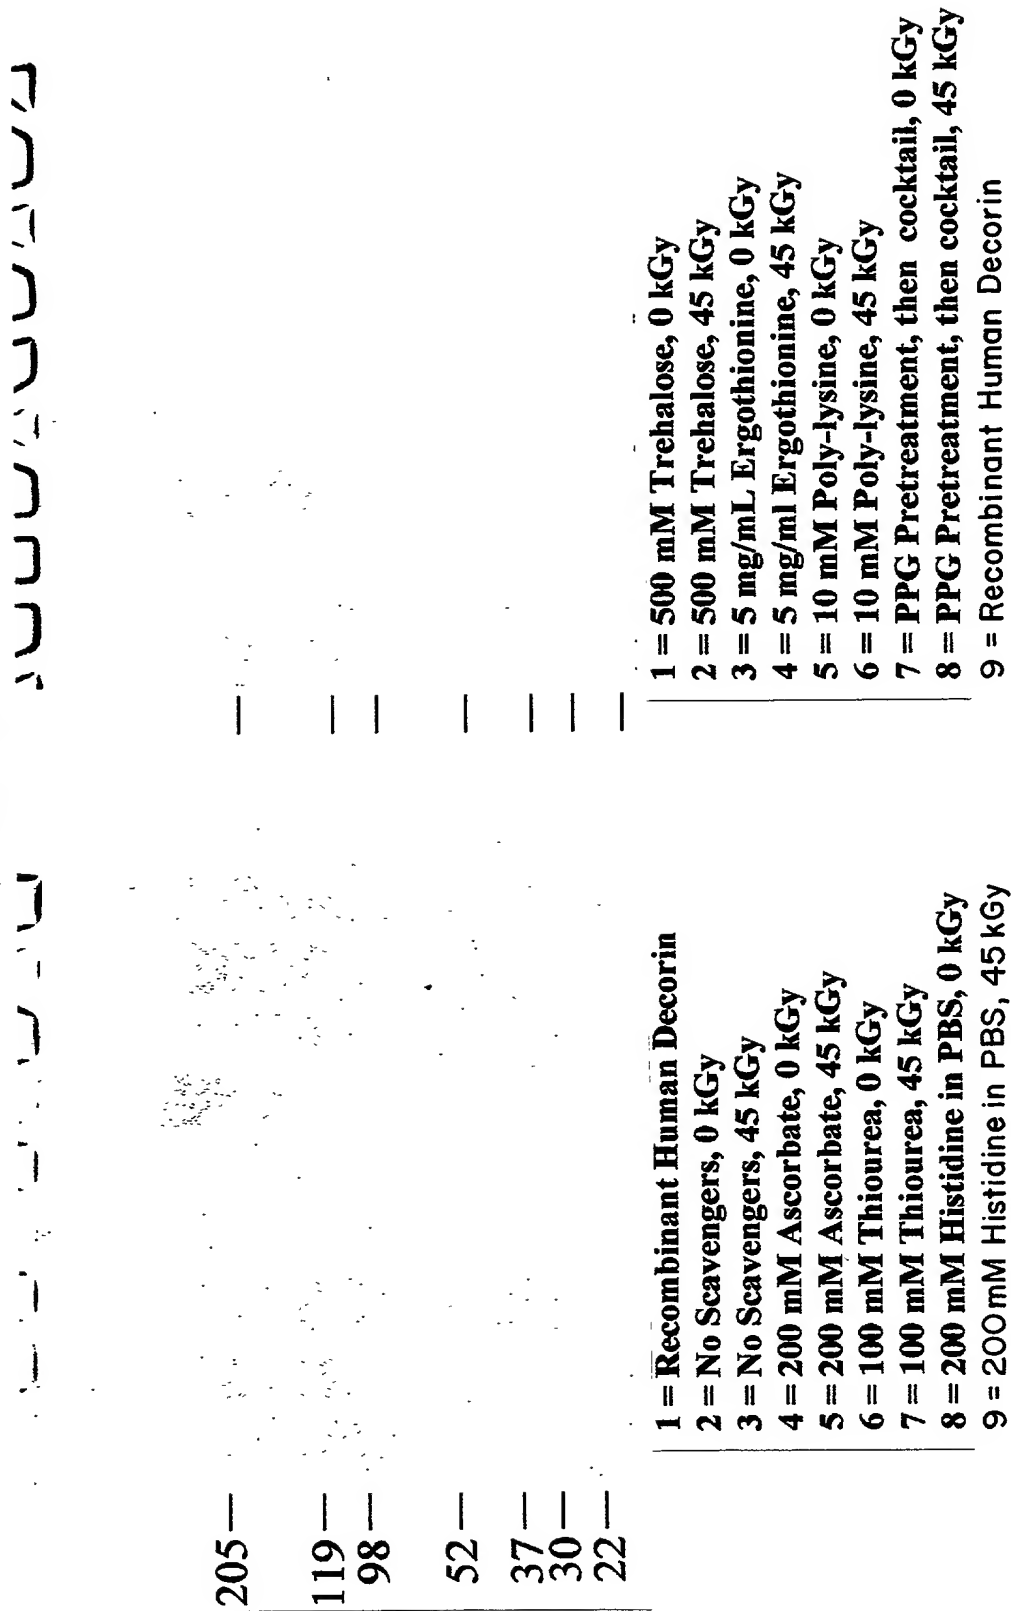 205
119
98
52
37
30
22
1 = Recombinant Human Decorin
2 = No Scavengers, 0 kGy
3 = No Scavengers, 45 kGy
4 = 200 mM Ascorbate, 0 kGy
5 = 200 mM Ascorbate, 45 kGy
6 = 100 mM Thiourea, 0 kGy
7 = 100 mM Thiourea, 45 kGy
8 = 200 mM Histidine in PBS, 0 kGy
9 = 200mM Histidine in PBS, 45 kGy
1 = 500 mM Trehalose, 0 kGy
2 = 500 mM Trehalose, 45 kGy
3 = 5 mg/mL Ergothionine, 0 kGy
4 = 5 mg/ml Ergothionine, 45 kGy
5 = 10 mM Poly-lysine, 0 kGy
6 = 10 mM Poly-lysine, 45 kGy
7 = PPG Pretreatment, then cocktail, 0 kGy
8 = PPG Pretreatment, then cocktail, 45 kGy
9 = Recombinant Human Decorin